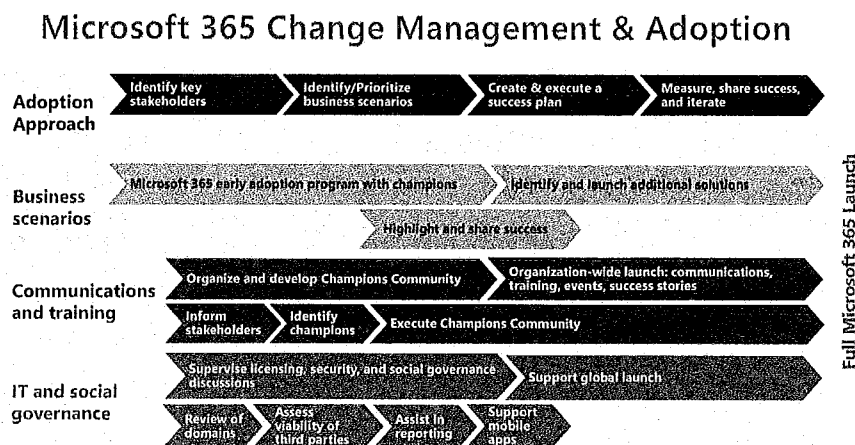 Microsoft 365 Change Management & Adoption
Adoption
Approach
Identify key
stakeholders
Identify/Prioritize
business scenarios
Create & execute a
success plan
Measure, share success,
and iterate
Business
scenarios
Microsoft 365 early adoption program with champions
Identify and launch additional solutions
Highlight and share success
Communications
and training
Organize and develop Champions Community
Organization-wide launch: communications,
training, events, success stories
Inform
stakeholders
Identify
champions
Execute Champions Community
IT and social
governance
Supervise licensing, security, and social governance
discussions
Support global launch
Review of
domains
Assess
viability of
third parties
Assist in
reporting
Support
mobile
apps
Full Microsoft 365 Launch